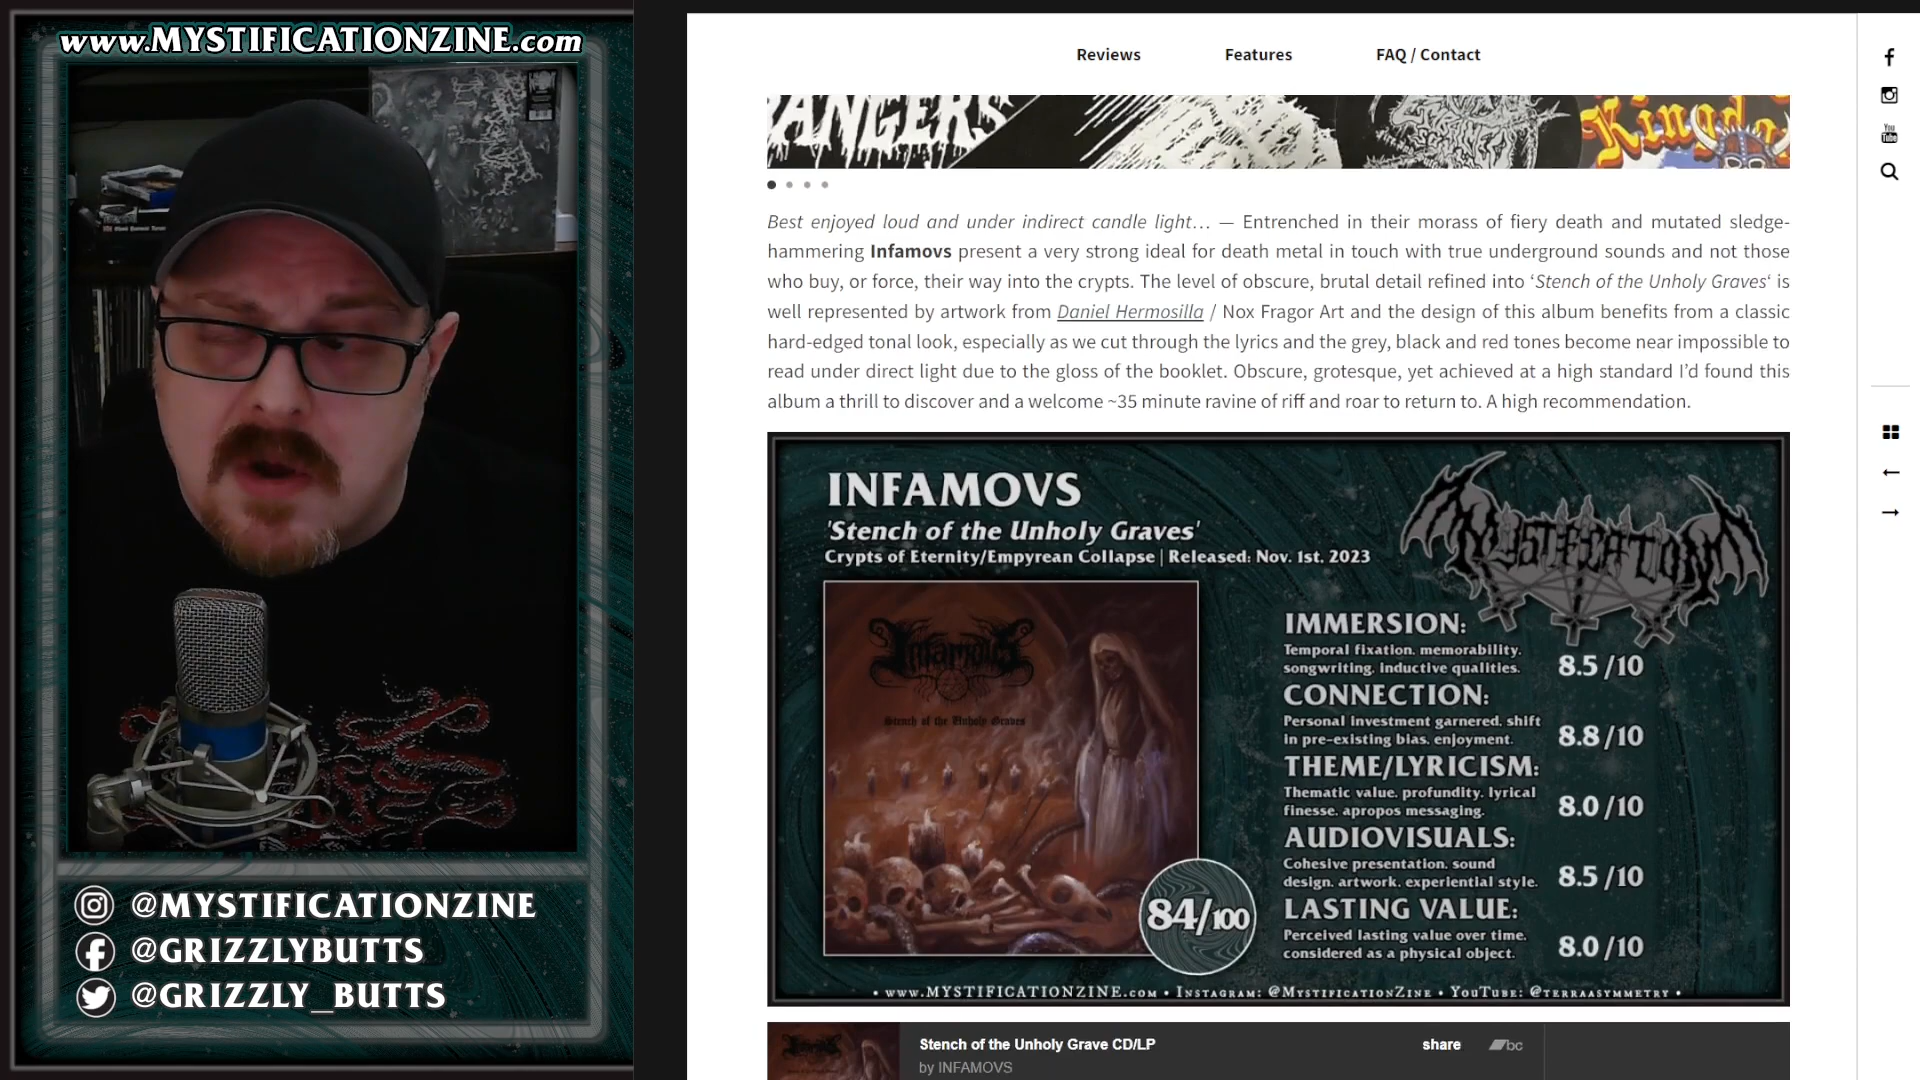 www.MYSTIFICATIONZINE.com
@MYSTIFICATIONZINE
@GRIZZLYBUTTS
@GRIZZLY_BUTTS
Reviews Features FAQ / Contact
ANGERS
Best enjoyed loud and under indirect candle light… — Entrenched in their morass of fiery death and mutated sledge-
hammering Infamovs present a very strong ideal for death metal in touch with true underground sounds and not those
who buy, or force, their way into the crypts. The level of obscure, brutal detail refined into ‘Stench of the Unholy Graves‘ is
well represented by artwork from Daniel Hermosilla / Nox Fragor Art and the design of this album benefits from a classic
hard-edged tonal look, especially as we cut through the lyrics and the grey, black and red tones become near impossible to
read under direct light due to the gloss of the booklet. Obscure, grotesque, yet achieved at a high standard I’d found this
album a thrill to discover and a welcome ~35 minute ravine of riff and roar to return to. A high recommendation.
INFAMOVS
'Stench of the Unholy Graves'
Crypts of Eternity/Empyrean Collapse | Released: Nov. 1st, 2023
MYSTIFICATION
Infamovs
Stench of the Unholy Graves
84/100
IMMERSION:
Temporal fixation, memorability,
songwriting, inductive qualities.
8.5 /10
CONNECTION:
Personal investment garnered, shift
in pre-existing bias, enjoyment.
8.8 /10
THEME/LYRICISM:
Thematic value, profundity, lyrical
finesse, apropos messaging.
8.0 /10
AUDIOVISUALS:
Cohesive presentation, sound
design, artwork, experiential style.
8.5 /10
LASTING VALUE:
Perceived lasting value over time,
considered as a physical object.
8.0 /10
• www.MYSTIFICATIONZINE.com • Instagram: @MystificationZine • YouTube: @terraasymmetry •
Stench of the Unholy Grave CD/LP
by INFAMOVS
share bc
You
Tube